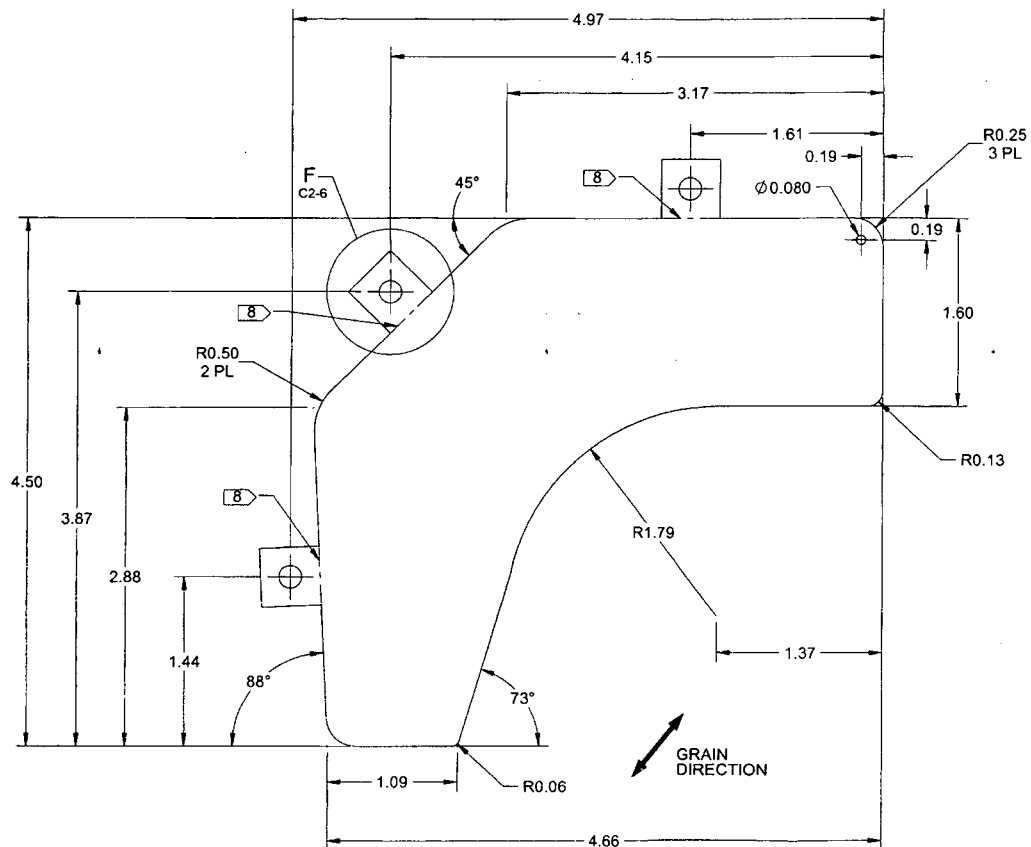 4.97
4.15
3.17
1.61
R0.25
3 PL
0.19
8
Ø0.080
F
C2-6
45°
0.19
8
1.60
R0.50
2 PL
R0.13
4.50
3.87
8
R1.79
2.88
1.44
1.37
88°
73°
GRAIN
DIRECTION
1.09
R0.06
4.66